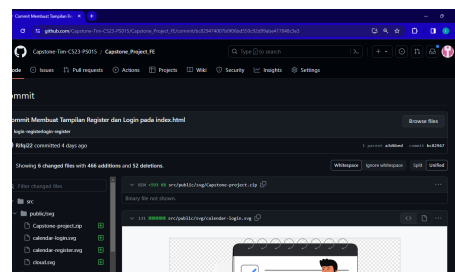 Commit Membuat Tampilan Re
github.com/Capstone-Tim-C523-PS015/Capstone_Project_FE/commit/
Capstone-Tim-C523-PS015 / Capstone_Project_FE
Type / to search
ode Issues Pull requests Actions Projects Wiki Security Insights Settings
ommit
ommit Membuat Tampilan Register dan Login pada index.html
Browse files
login-register
Rifqi22 committed 4 days ago
1 parent commit
Showing 6 changed files with 466 additions and 52 deletions.
Whitespace Ignore whitespace Split Unified
Filter changed files
src
public/svg
Capstone-project.zip
calendar-login.svg
calendar-register.svg
cloud.svg
src/public/svg/Capstone-project.zip
Binary file not shown.
src/public/svg/calendar-login.svg